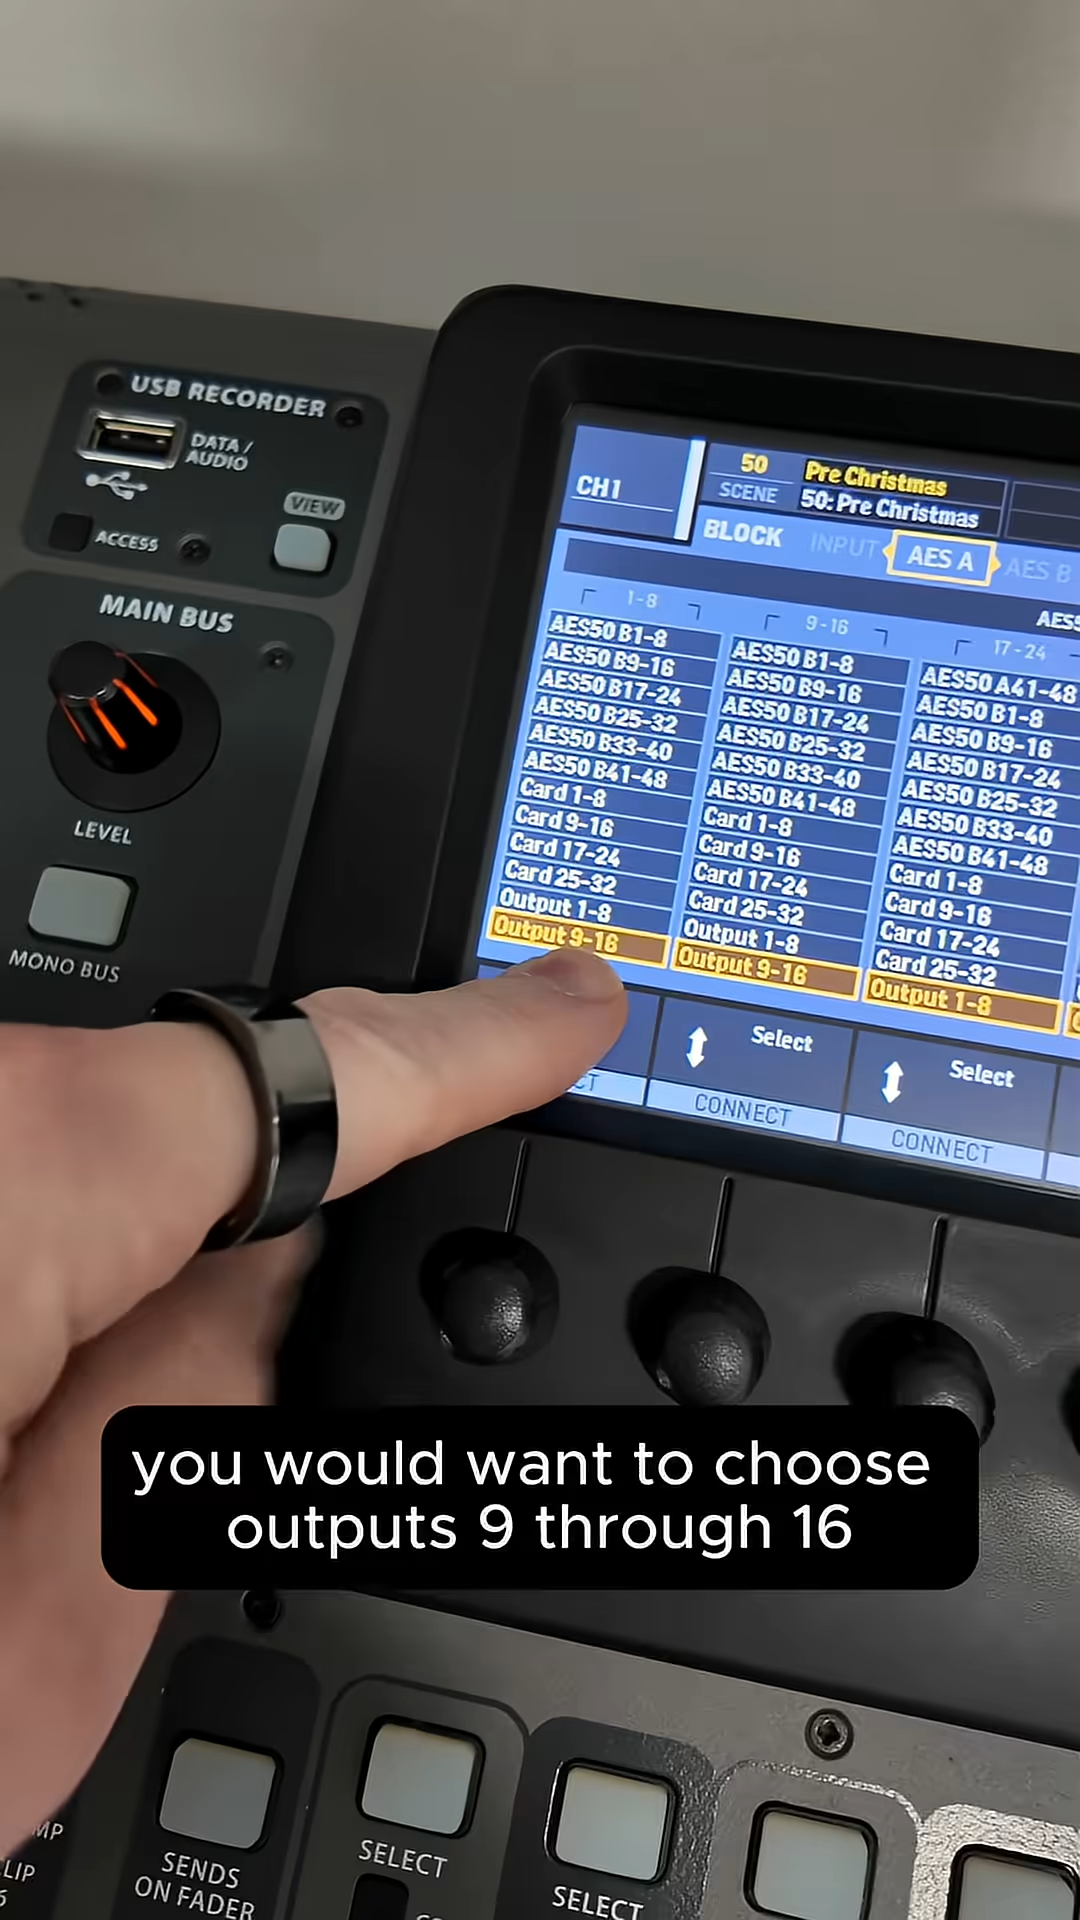 USB RECORDER
DATA /
AUDIO
VIEW
ACCESS
MAIN BUS
LEVEL
MONO BUS
CH1
50
SCENE
Pre Christmas
50: Pre Christmas
BLOCK
INPUT
AES A
AES B
1-8
AES50 B1-8
AES50 B9-16
AES50 B17-24
AES50 B25-32
AES50 B33-40
AES50 B41-48
Card 1-8
Card 9-16
Card 17-24
Card 25-32
Output 1-8
Output 9-16
9-16
AES50 B1-8
AES50 B9-16
AES50 B17-24
AES50 B25-32
AES50 B33-40
AES50 B41-48
Card 1-8
Card 9-16
Card 17-24
Card 25-32
Output 1-8
Output 9-16
17-24
AES50 A41-48
AES50 B1-8
AES50 B9-16
AES50 B17-24
AES50 B25-32
AES50 B33-40
AES50 B41-48
Card 1-8
Card 9-16
Card 17-24
Card 25-32
Output 1-8
Select
CONNECT
Select
CONNECT
you would want to choose
outputs 9 through 16
SENDS
ON FADER
SELECT
SELECT